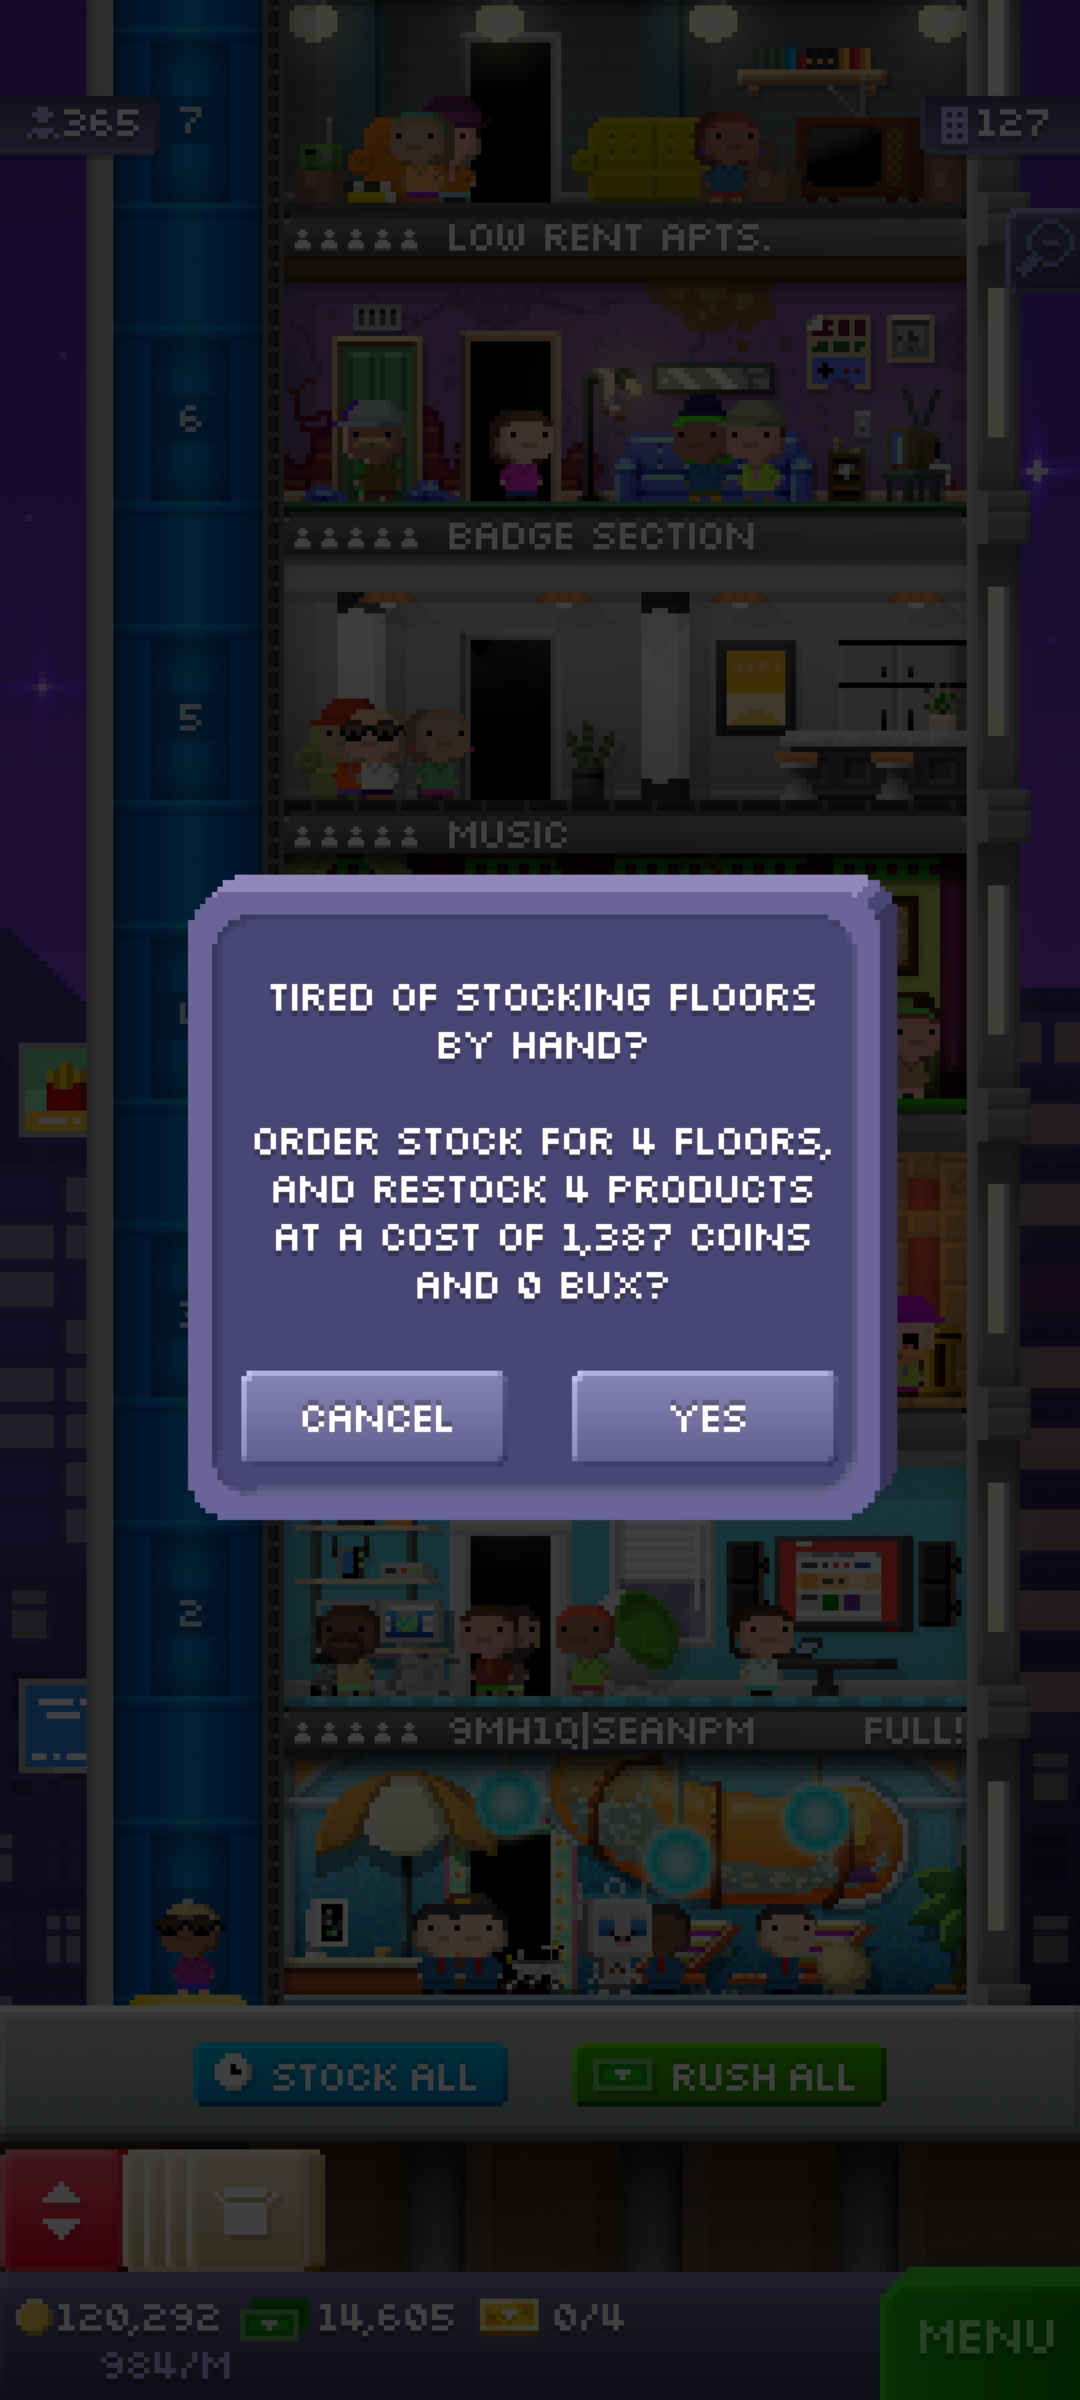 365
7
127
LOW RENT APTS.
6
BADGE SECTION
5
MUSIC
TIRED OF STOCKING FLOORS
BY HAND?
ORDER STOCK FOR 4 FLOORS,
AND RESTOCK 4 PRODUCTS
AT A COST OF 1,387 COINS
AND 0 BUX?
CANCEL
YES
2
9MH1Q|SEANPM
FULL!
STOCK ALL
RUSH ALL
120,292
14,605
0/4
984/M
MENU